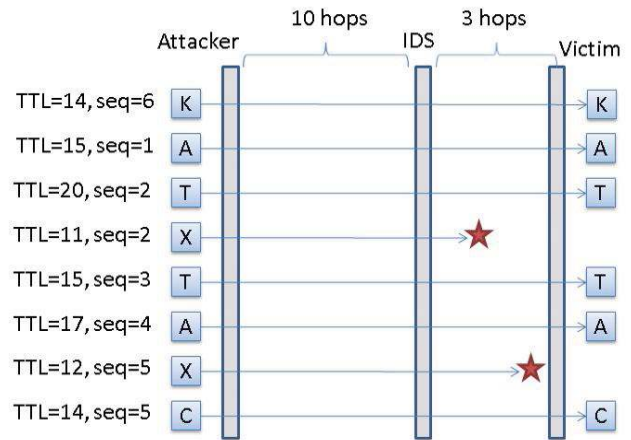 10 hops 3 hops
Attacker IDS Victim
TTL=14, seq=6 K K
TTL=15, seq=1 A A
TTL=20, seq=2 T T
TTL=11, seq=2 X
TTL=15, seq=3 T T
TTL=17, seq=4 A A
TTL=12, seq=5 X
TTL=14, seq=5 C C